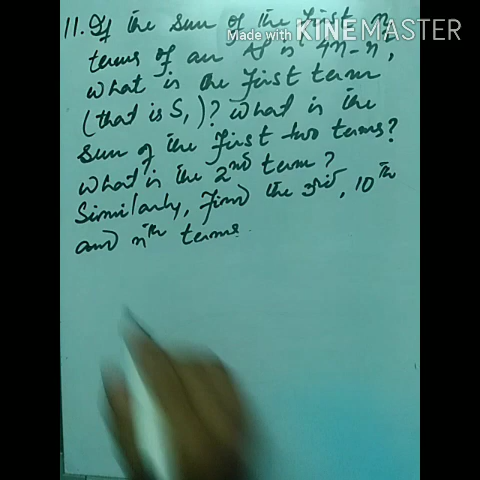 11. If the sum of the first n
Made with KINEMASTER
terms of an AP is 4n-n,
what is the first term
(that is S,)? What is the
sum of the first two terms?
What is the 2nd term?
Similarly, find the 3rd, 10th
and nth terms